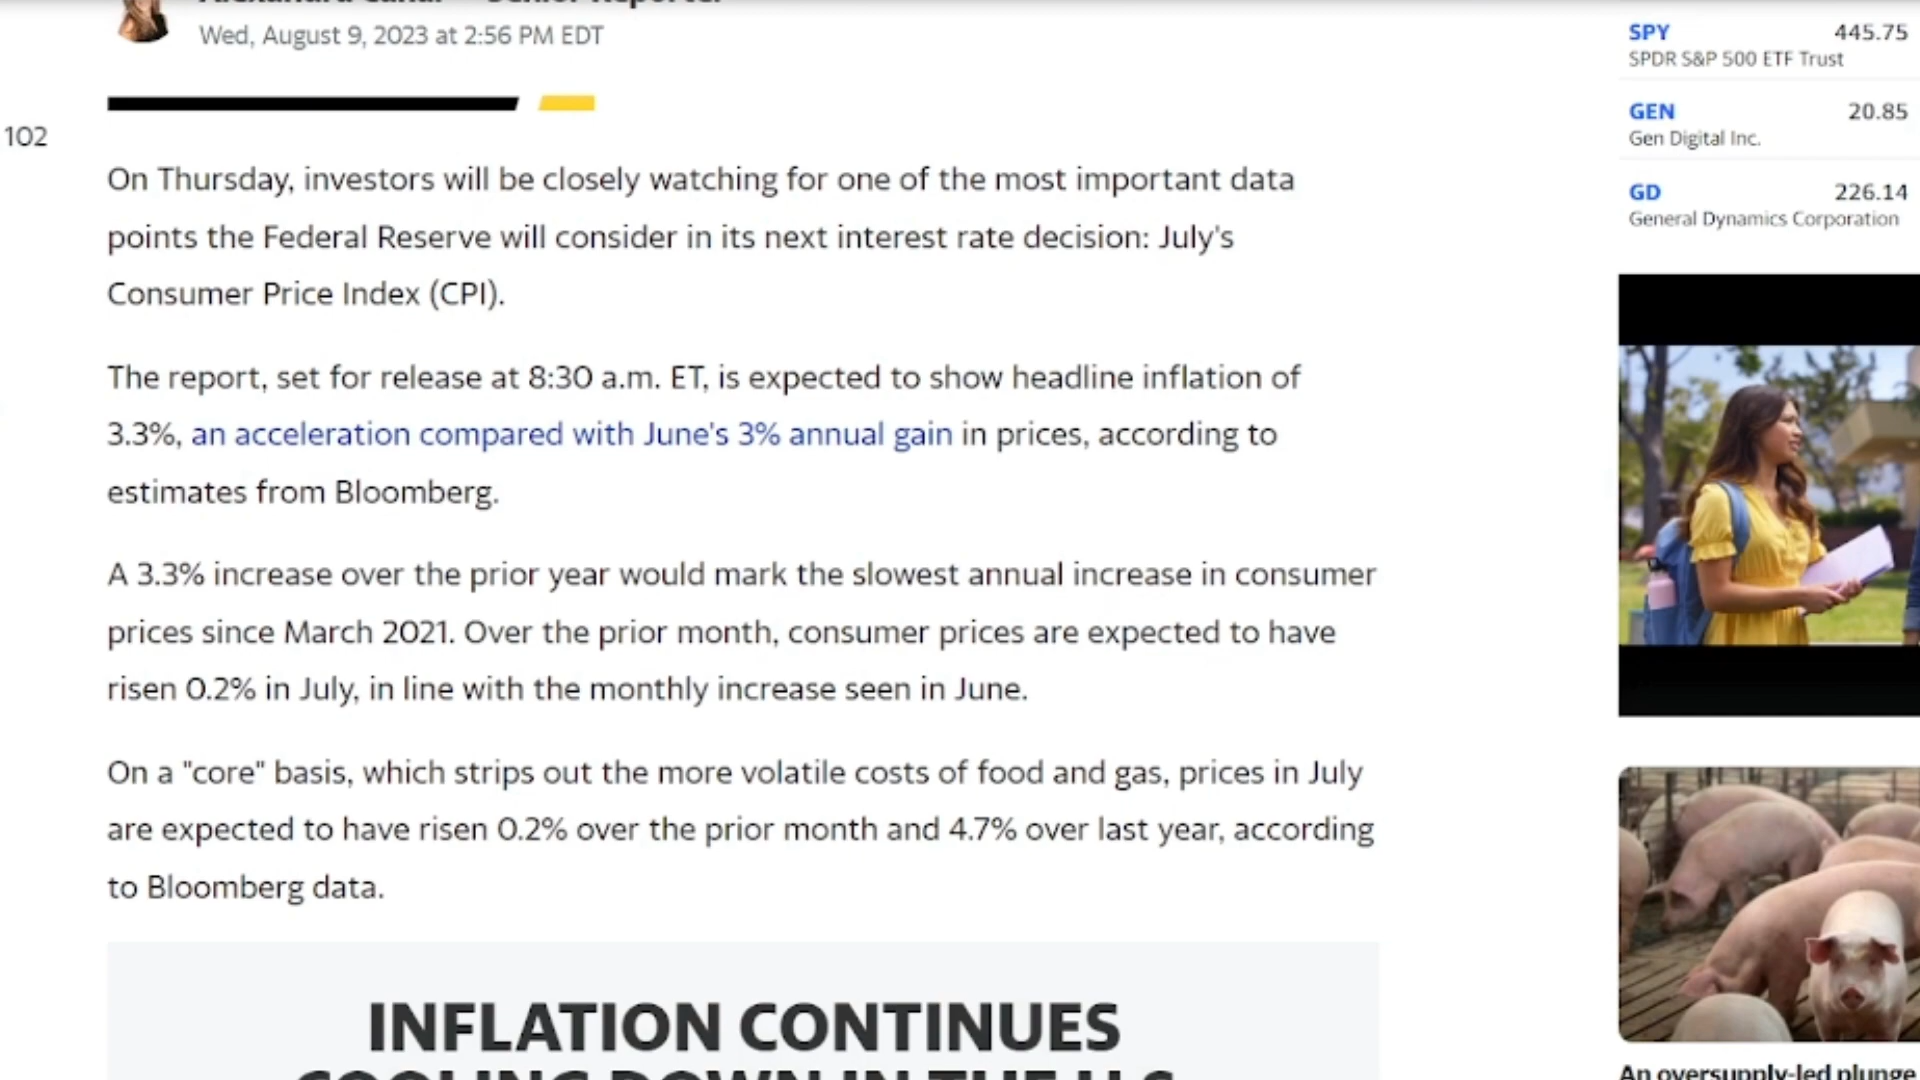 Wed, August 9, 2023 at 2:56 PM EDT
102
On Thursday, investors will be closely watching for one of the most important data
points the Federal Reserve will consider in its next interest rate decision: July's
Consumer Price Index (CPI).
The report, set for release at 8:30 a.m. ET, is expected to show headline inflation of
3.3%, an acceleration compared with June's 3% annual gain in prices, according to
estimates from Bloomberg.
A 3.3% increase over the prior year would mark the slowest annual increase in consumer
prices since March 2021. Over the prior month, consumer prices are expected to have
risen 0.2% in July, in line with the monthly increase seen in June.
On a "core" basis, which strips out the more volatile costs of food and gas, prices in July
are expected to have risen 0.2% over the prior month and 4.7% over last year, according
to Bloomberg data.
INFLATION CONTINUES
COOLING DOWN IN THE U.S.
SPY 445.75
SPDR S&P 500 ETF Trust
GEN 20.85
Gen Digital Inc.
GD 226.14
General Dynamics Corporation
An oversupply-led plunge